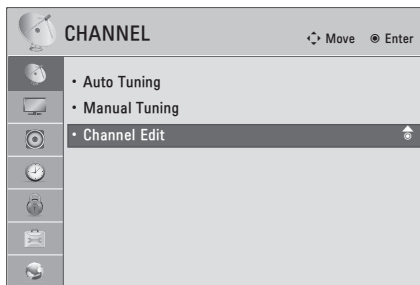 CHANNEL
Move Enter
• Auto Tuning
• Manual Tuning
• Channel Edit